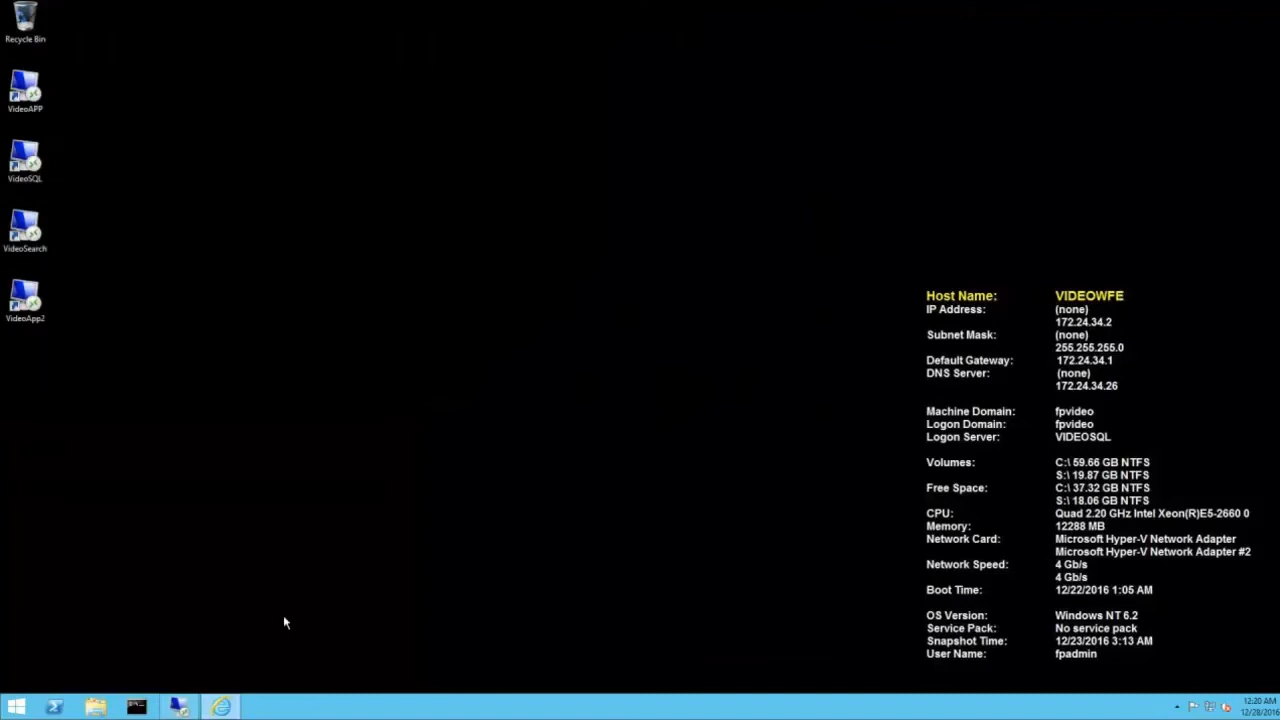 Recycle Bin
VideoAPP
VideoSQL
VideoSearch
VideoApp2
Host Name: VIDEOWFE
IP Address: (none)
172.24.34.2
Subnet Mask: (none)
255.255.255.0
Default Gateway: 172.24.34.1
DNS Server: (none)
172.24.34.26
Machine Domain: fpvideo
Logon Domain: fpvideo
Logon Server: VIDEOSQL
Volumes: C:\ 59.66 GB NTFS
S:\ 19.87 GB NTFS
Free Space: C:\ 37.32 GB NTFS
S:\ 18.06 GB NTFS
CPU: Quad 2.20 GHz Intel Xeon(R)E5-2660 0
Memory: 12288 MB
Network Card: Microsoft Hyper-V Network Adapter
Microsoft Hyper-V Network Adapter #2
Network Speed: 4 Gb/s
4 Gb/s
Boot Time: 12/22/2016 1:05 AM
OS Version: Windows NT 6.2
Service Pack: No service pack
Snapshot Time: 12/23/2016 3:13 AM
User Name: fpadmin
12:20 AM
12/28/2016